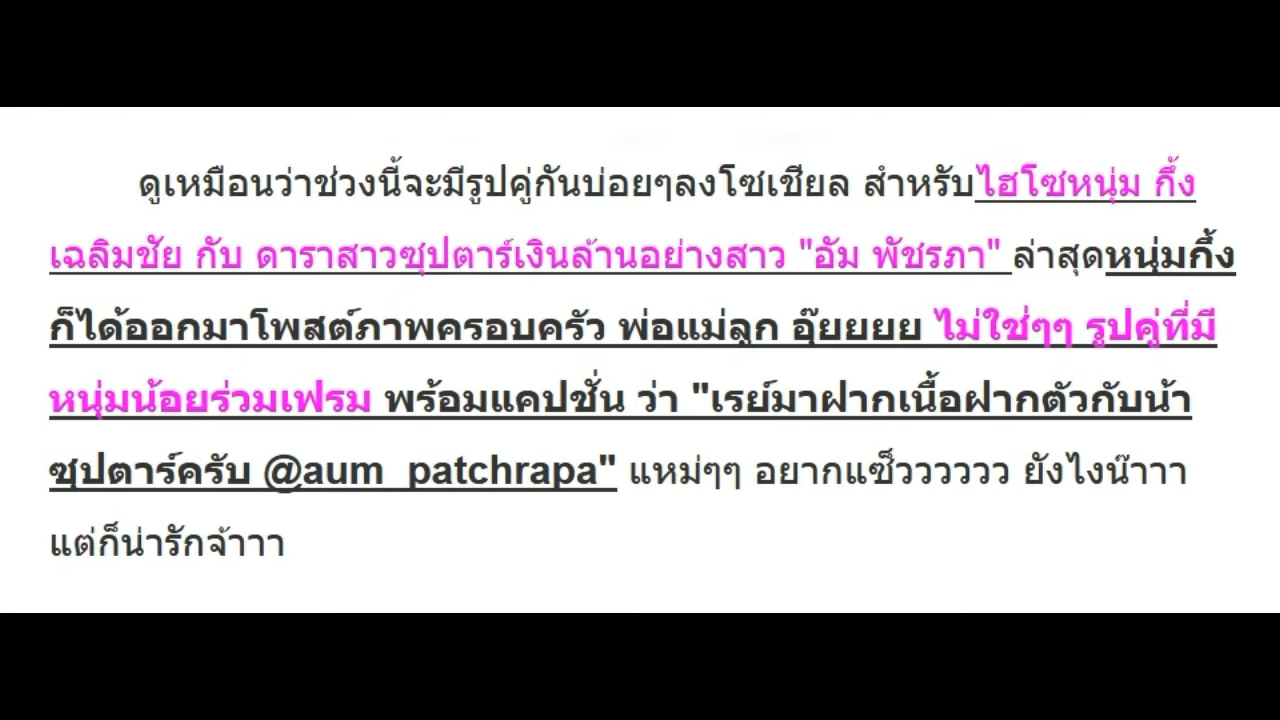 ดูเหมือนว่าช่วงนี้จะมีรูปคู่กันบ่อยๆลงโซเชียล สำหรับไฮโซหนุ่ม กึ้ง
เฉลิมชัย กับ ดาราสาวซุปตาร์เงินล้านอย่างสาว "อัม พัชรภา" ล่าสุดหนุ่มกึ้ง
ก็ได้ออกมาโพสต์ภาพครอบครัว พ่อแม่ลูก อุ๊ยยยย ไม่ใช่ๆๆ รูปคู่ที่มี
หนุ่มน้อยร่วมเฟรม พร้อมแคปชั่น ว่า "เรย์มาฝากเนื้อฝากตัวกับน้า
ซุปตาร์ครับ @aum_patchrapa" แหม่ๆๆ อยากแซ็วววววว ยังไงน๊าาา
แต่ก็น่ารักจ้าาา